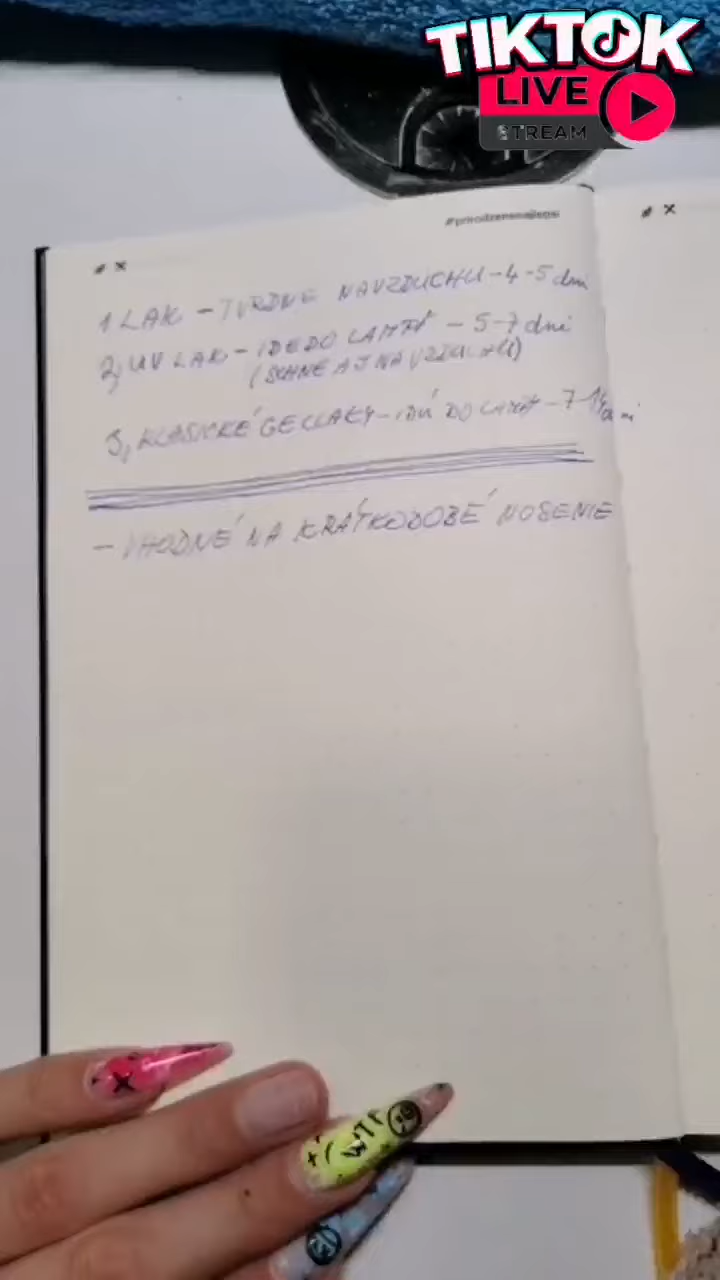 TIKTOK
LIVE
STREAM
# X
# X
1 LAK – TVRDNE NAVZDUCHU – 4-5 dní
2, UV LAK – IDE DO LAMPY – 5-7 dní
(SCHNE AJ NA VZDUCHU)
3, KLASICKÉ GELLAKY – IDÚ DO LAMPY – 7-14 dní
– VHODNÉ NA KRÁTKODOBÉ NOSENIE
X
WTF